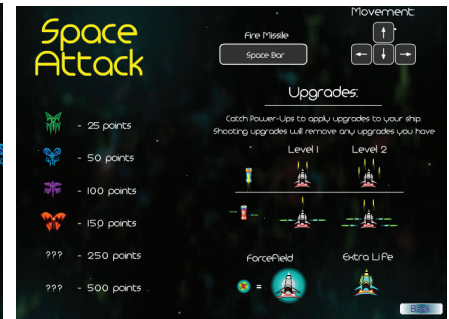 Space
Attack
Fire Missile
Space Bar
Movement:
Upgrades:
Catch Power-Ups to apply upgrades to your ship.
Shooting upgrades will remove any upgrades you have
Level 1
Level 2
- 25 points
- 50 points
- 100 points
- 150 points
??? - 250 points
??? - 500 points
ForceField
=
Extra Life
Back